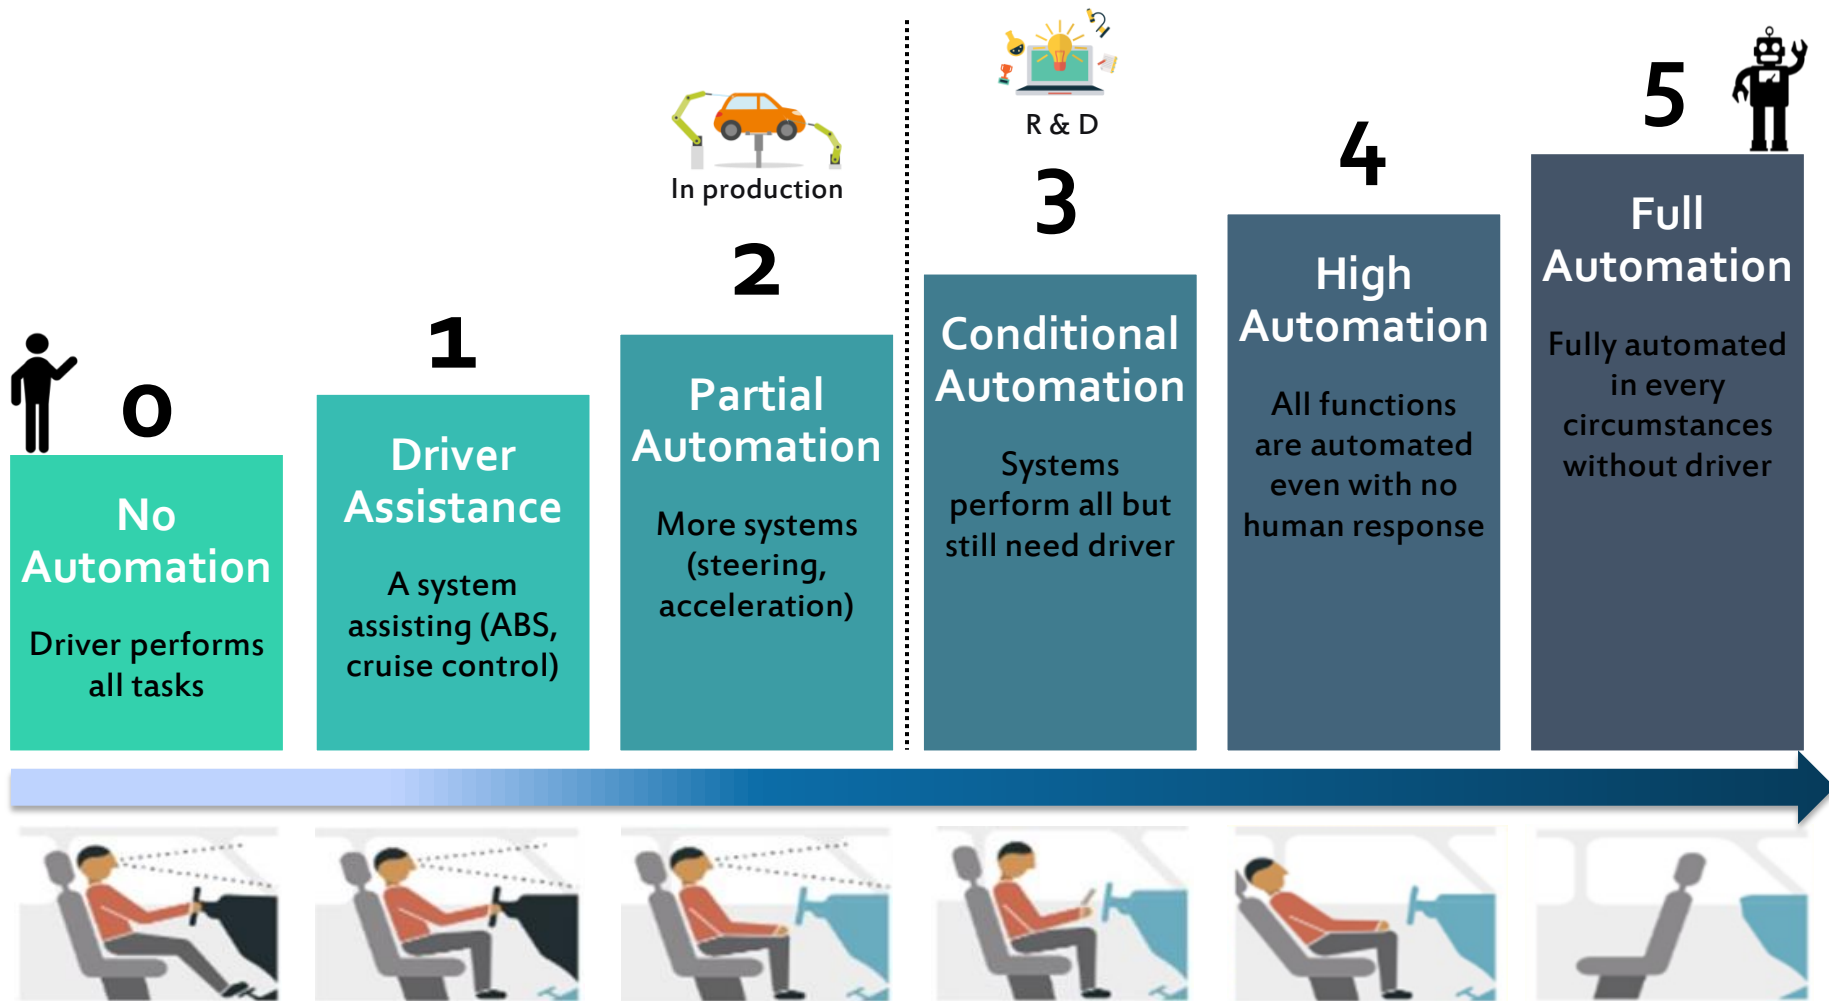 0
No
Automation
Driver performs
all tasks
1
Driver
Assistance
A system
assisting (ABS,
cruise control)
In production
2
Partial
Automation
More systems
(steering,
acceleration)
R & D
3
Conditional
Automation
Systems
perform all but
still need driver
4
High
Automation
All functions
are automated
even with no
human response
5
Full
Automation
Fully automated
in every
circumstances
without driver